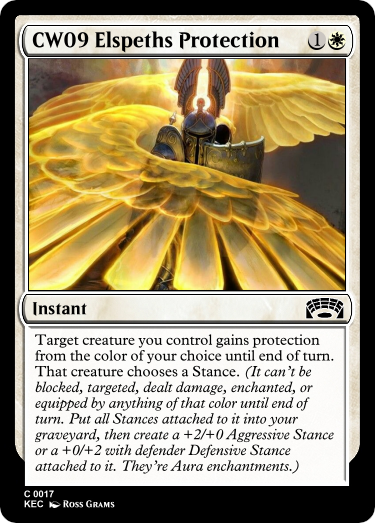 CW09 Elspeths Protection 1
Instant
Target creature you control gains protection
from the color of your choice until end of turn.
That creature chooses a Stance. (It can't be
blocked, targeted, dealt damage, enchanted, or
equipped by anything of that color until end of
turn. Put all Stances attached to it into your
graveyard, then create a +2/+0 Aggressive Stance
or a +0/+2 with defender Defensive Stance
attached to it. They're Aura enchantments.)
C 0017
KEC Ross Grams